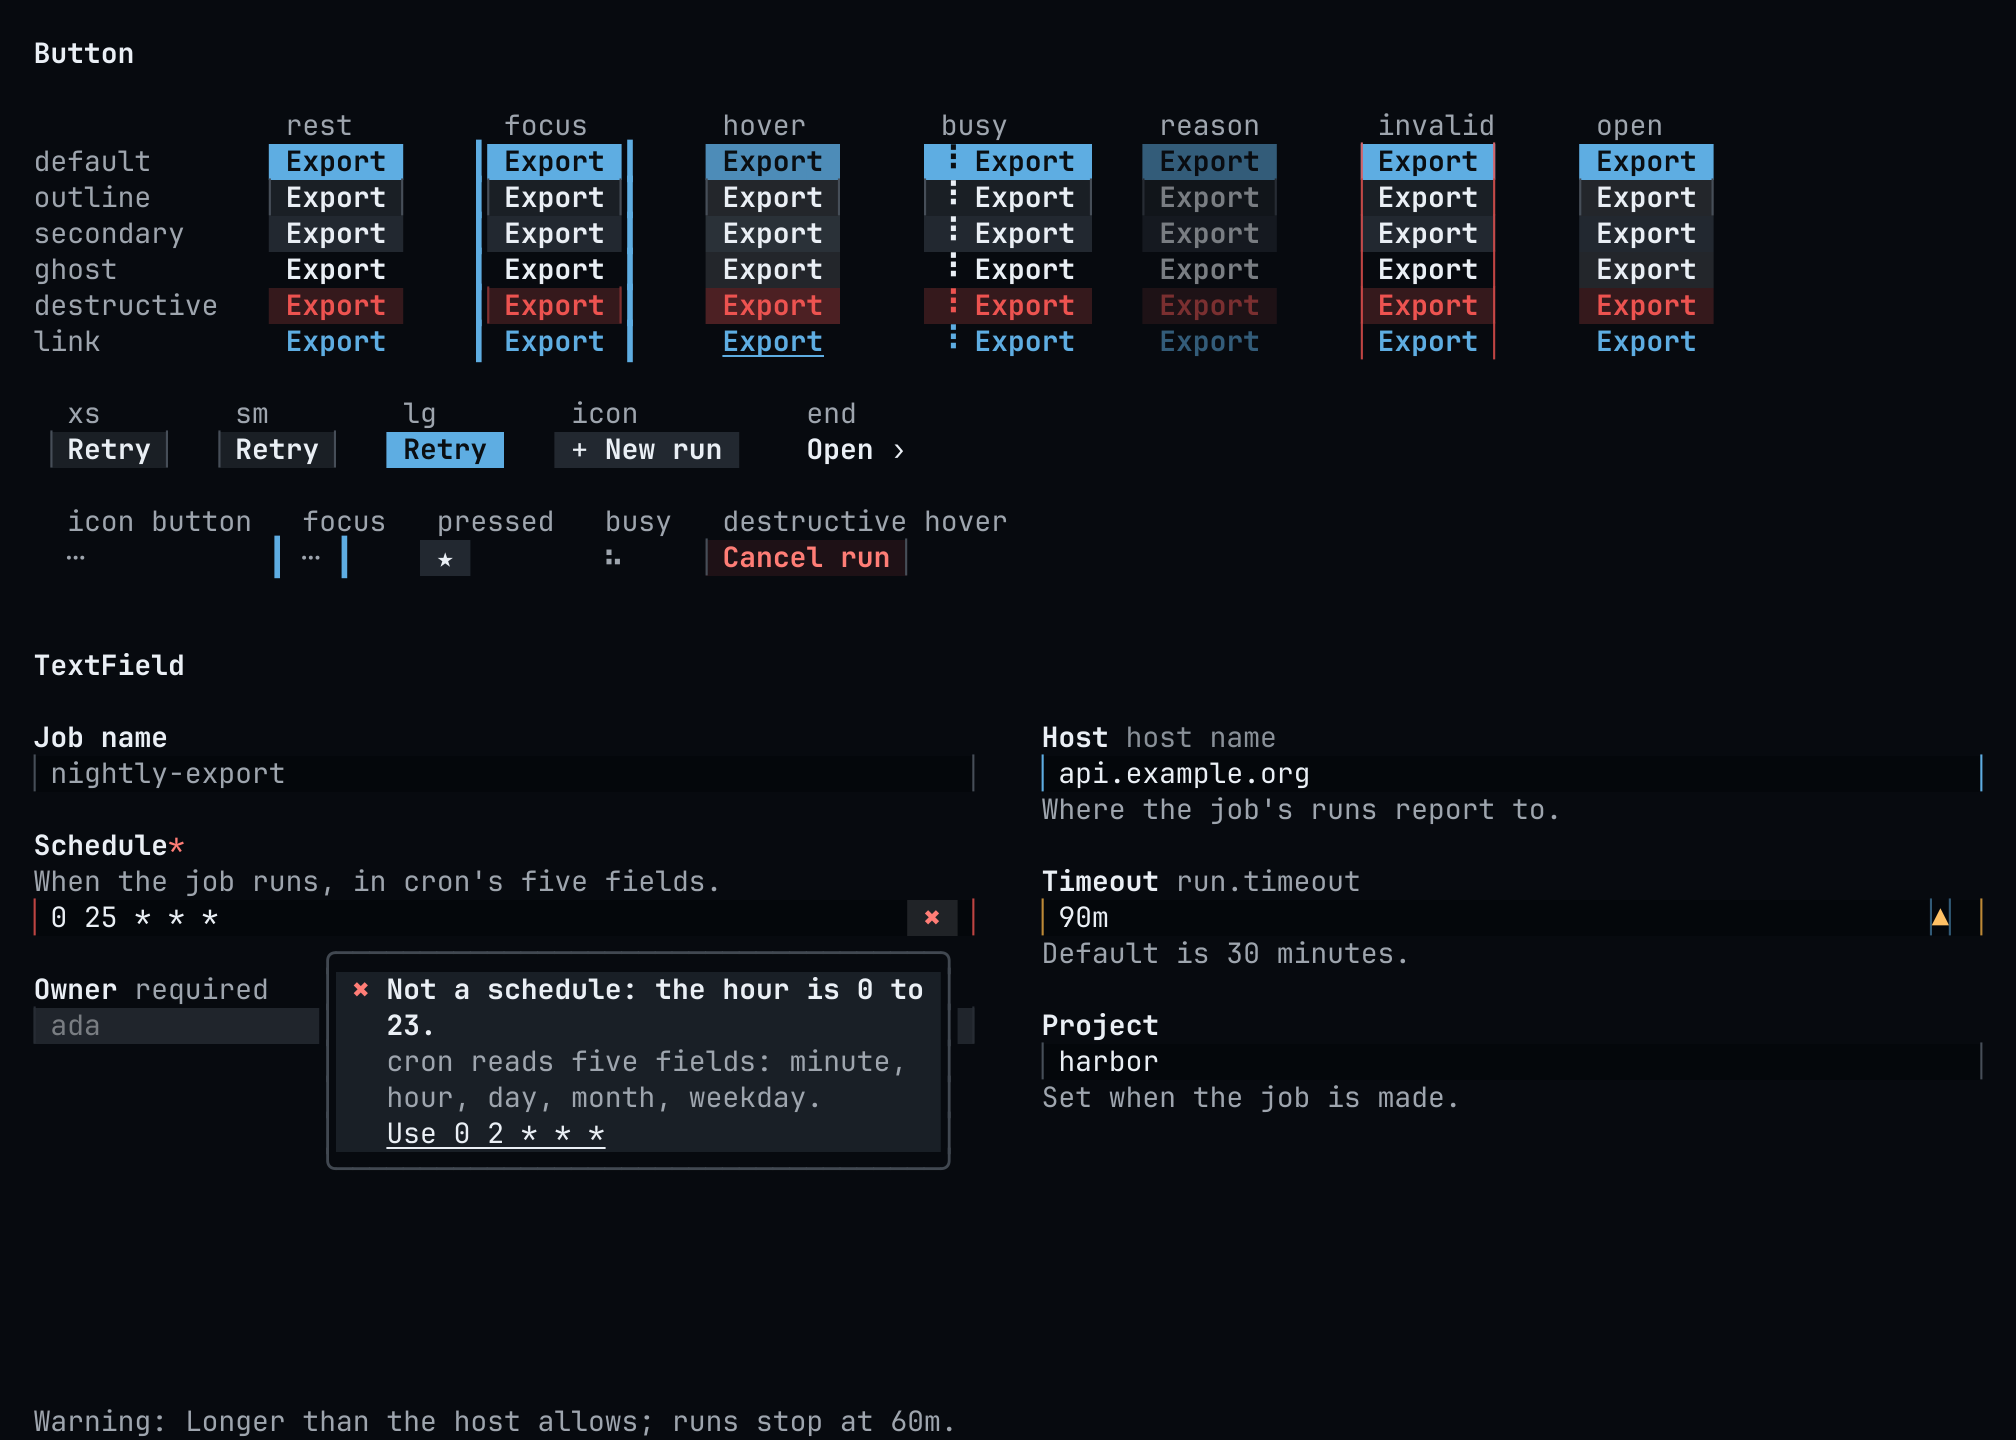 Button
rest focus hover busy reason invalid open
default Export Export Export Export Export Export Export
outline Export Export Export Export Export Export Export
secondary Export Export Export Export Export Export Export
ghost Export Export Export Export Export Export Export
destructive Export Export Export Export Export Export Export
link Export Export Export Export Export Export Export
xs sm lg icon end
Retry Retry Retry + New run Open ›
icon button focus pressed busy destructive hover
… … ★ Cancel run
TextField
Job name
nightly-export
Schedule*
When the job runs, in cron's five fields.
0 25 * * * ✖
Owner required
ada
✖ Not a schedule: the hour is 0 to
23.
cron reads five fields: minute,
hour, day, month, weekday.
Use 0 2 * * *
Host host name
api.example.org
Where the job's runs report to.
Timeout run.timeout
90m ▲
Default is 30 minutes.
Project
harbor
Set when the job is made.
Warning: Longer than the host allows; runs stop at 60m.